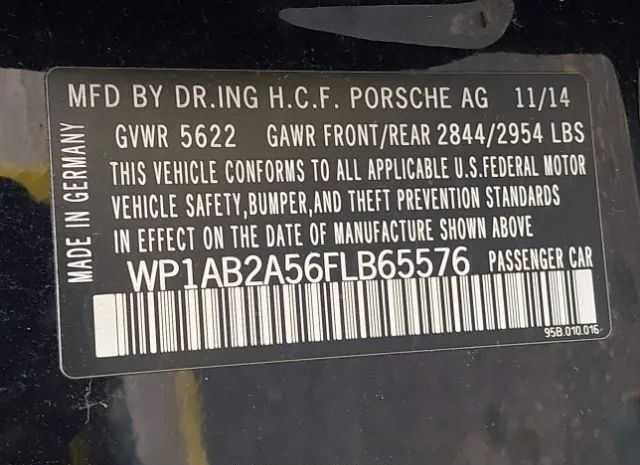 MFD BY DR.ING H.C.F. PORSCHE AG 11/14
GVWR 5622 GAWR FRONT/REAR 2844/2954 LBS
THIS VEHICLE CONFORMS TO ALL APPLICABLE U.S.FEDERAL MOTOR
VEHICLE SAFETY,BUMPER,AND THEFT PREVENTION STANDARDS
IN EFFECT ON THE DATE OF MANUFACTURE SHOWN ABOVE
WP1AB2A56FLB65576 PASSENGER CAR
95B.010.016
MADE IN GERMANY